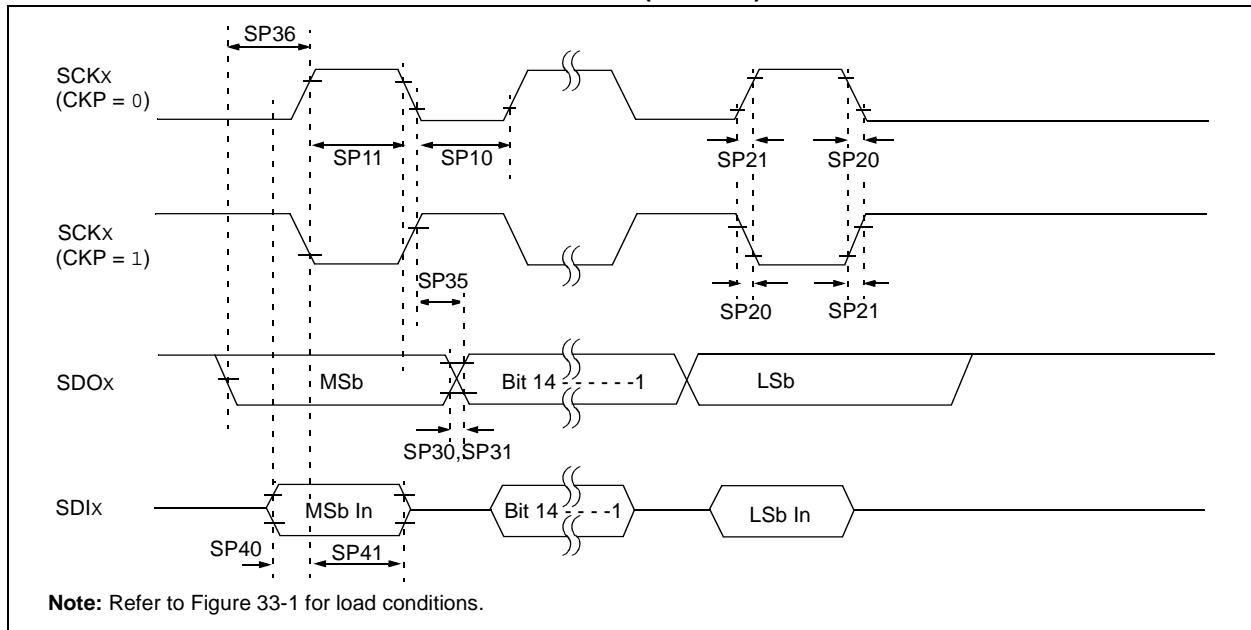 SP36
SCKx
(CKP = 0)
SP11
SP10
SP21
SP20
SCKx
(CKP = 1)
SP35
SP20
SP21
SDOx
MSb
Bit 14 - - - - - -1
LSb
SP30,SP31
SDIx
MSb In
Bit 14 - - - -1
LSb In
SP40
SP41
Note: Refer to Figure 33-1 for load conditions.